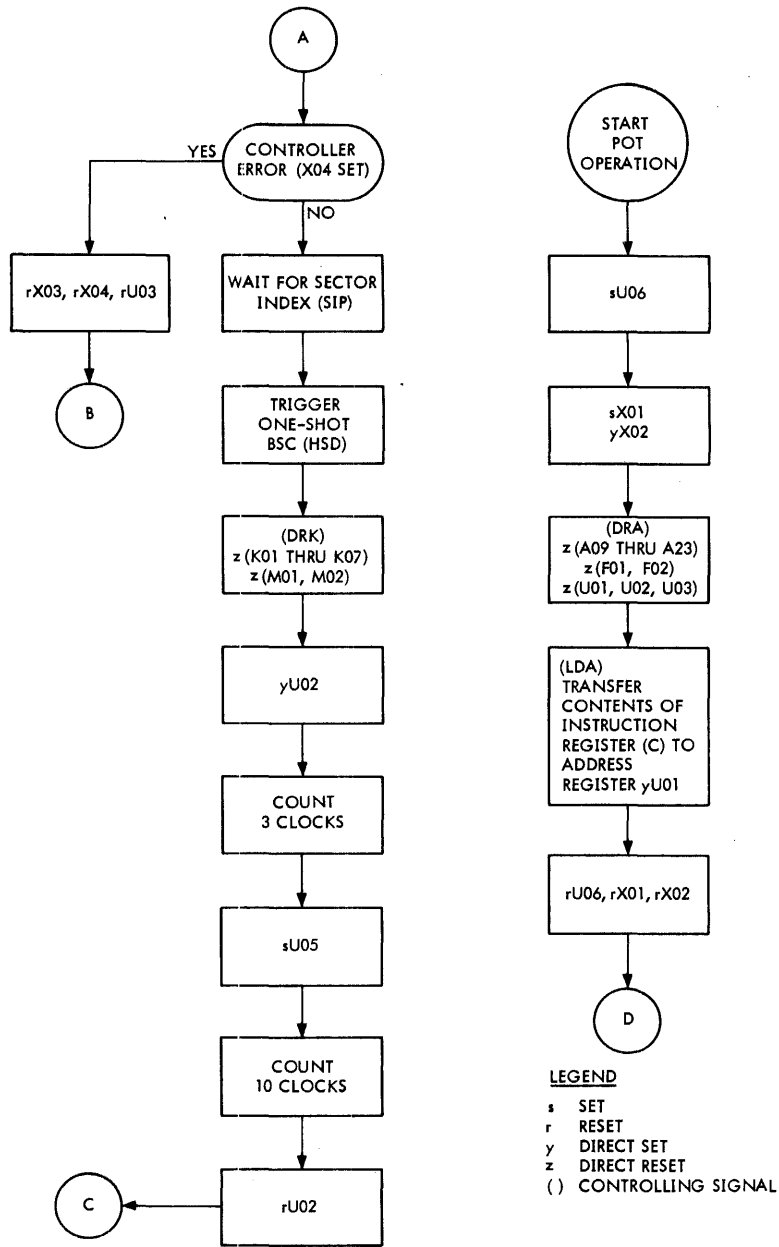 A
CONTROLLER
ERROR (X04 SET)
YES
NO
rX03, rX04, rU03
B
WAIT FOR SECTOR
INDEX (SIP)
TRIGGER
ONE-SHOT
BSC (HSD)
(DRK)
z(K01 THRU K07)
z(M01, M02)
yU02
COUNT
3 CLOCKS
sU05
COUNT
10 CLOCKS
rU02
C
START
POT
OPERATION
sU06
sX01
yX02
(DRA)
z(A09 THRU A23)
z(F01, F02)
z(U01, U02, U03)
(LDA)
TRANSFER
CONTENTS OF
INSTRUCTION
REGISTER (C) TO
ADDRESS
REGISTER yU01
rU06, rX01, rX02
D
LEGEND
s SET
r RESET
y DIRECT SET
z DIRECT RESET
( ) CONTROLLING SIGNAL